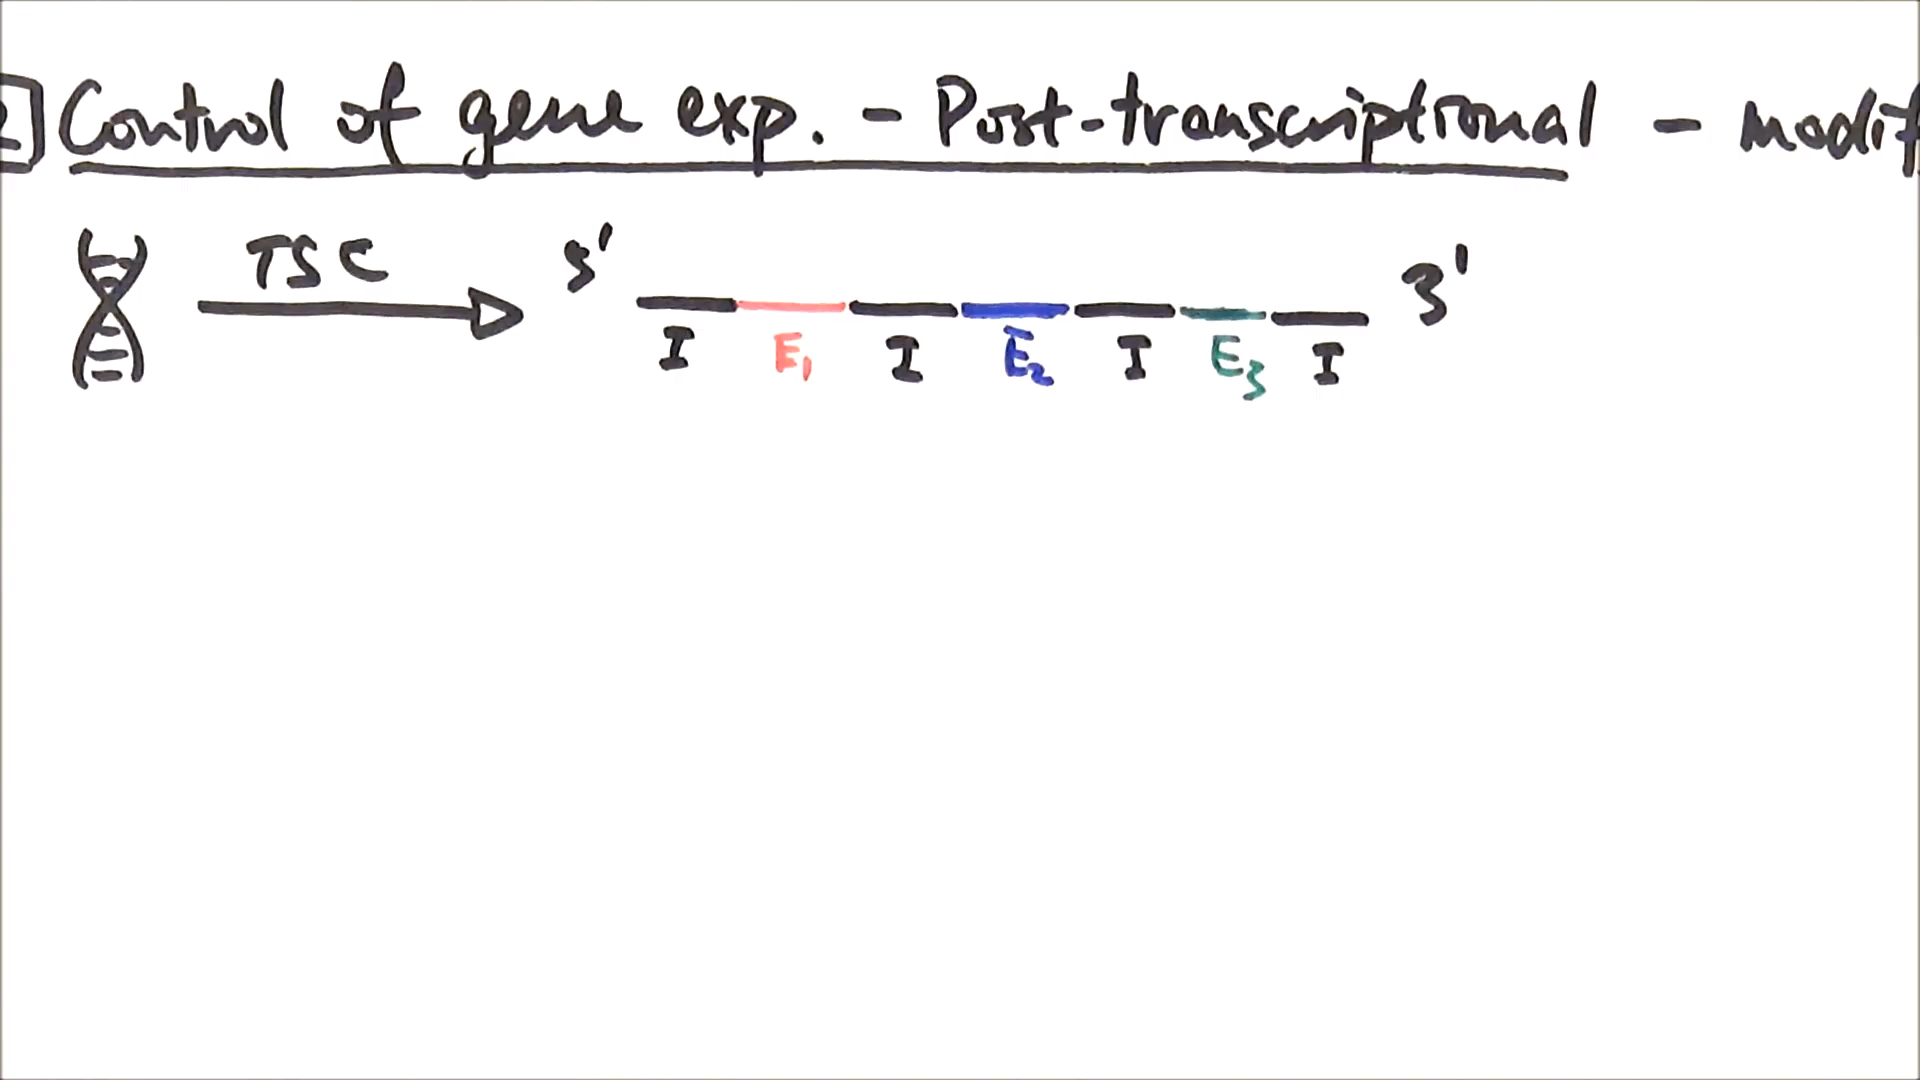 Control of gene exp. - Post-transcriptional - modif
TSC 5' 3'
I E₁ I E₂ I E₃ I